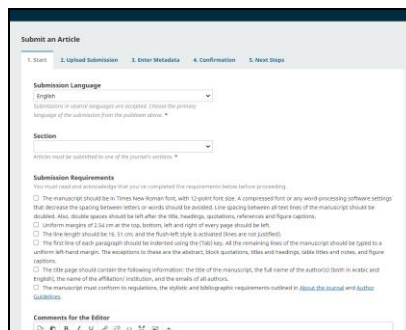 Submit an Article
1. Start 2. Upload Submission 3. Enter Metadata 4. Confirmation 5. Next Steps
Submission Language
English
Submissions in several languages are accepted. Choose the primary
language of the submission from the pulldown above. *
Section
Articles must be submitted to one of the journal's sections. *
Submission Requirements
You must read and acknowledge that you've completed the requirements below before proceeding.
The manuscript should be in Times New Roman font, with 12-point font size. A compressed font or any word-processing software settings
that decrease the spacing between letters or words should be avoided. Line spacing between all text lines of the manuscript should be
doubled. Also, double spaces should be left after the title, headings, quotations, references and figure captions.
Uniform margins of 2.54 cm at the top, bottom, left and right of every page should be left.
The line length should be 16.51 cm, and the flush-left style is activated (lines are not justified).
The first line of each paragraph should be indented using the (Tab) key. All the remaining lines of the manuscript should be typed to a
uniform left-hand margin. The exceptions to these are the abstract, block quotations, titles and headings, table titles and notes, and figure
captions.
The title page should contain the following information: the title of the manuscript, the full name of the author(s) (both in Arabic and
English), the name of the affiliation/ institution, and the emails of all authors.
The manuscript must conform to regulations, the stylistic and bibliographic requirements outlined in About the Journal and Author
Guidelines.
Comments for the Editor
B I U